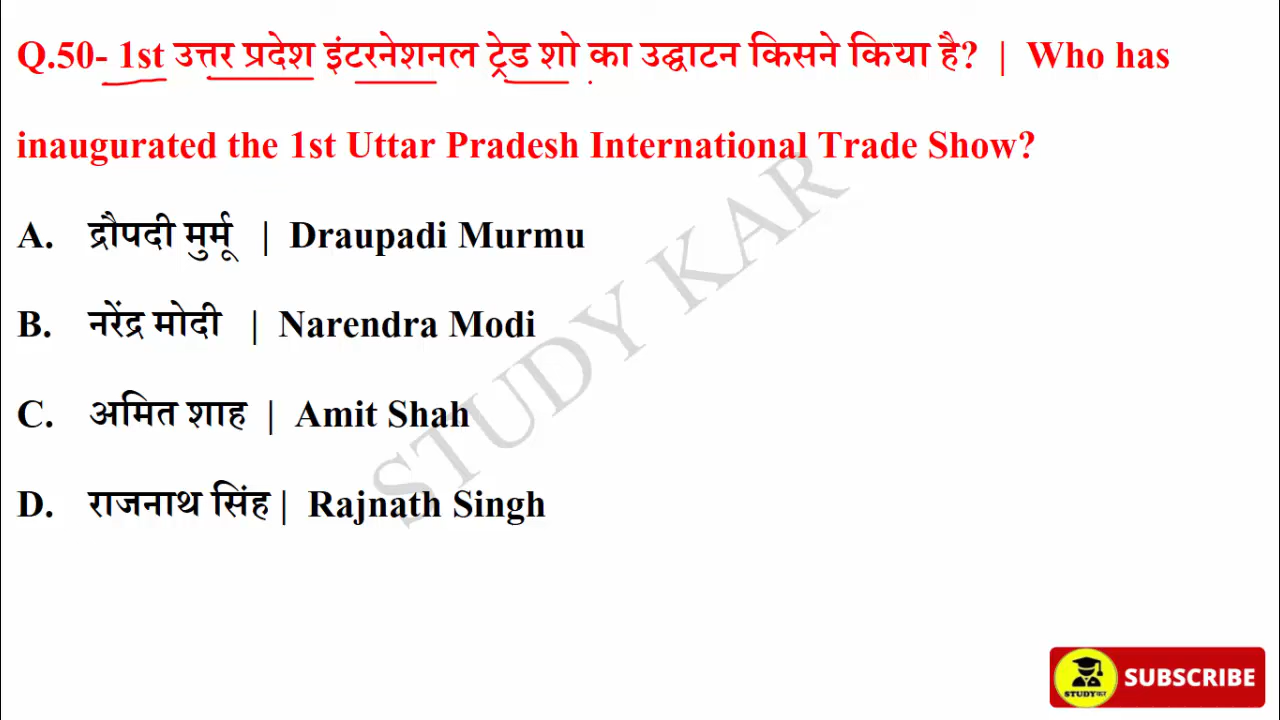 Q.50- 1st उत्तर प्रदेश इंटरनेशनल ट्रेड शो का उद्घाटन किसने किया है? | Who has
inaugurated the 1st Uttar Pradesh International Trade Show?
A. द्रौपदी मुर्मू | Draupadi Murmu
B. नरेंद्र मोदी | Narendra Modi
C. अमित शाह | Amit Shah
D. राजनाथ सिंह | Rajnath Singh
STUDY KAR
STUDYकर
SUBSCRIBE